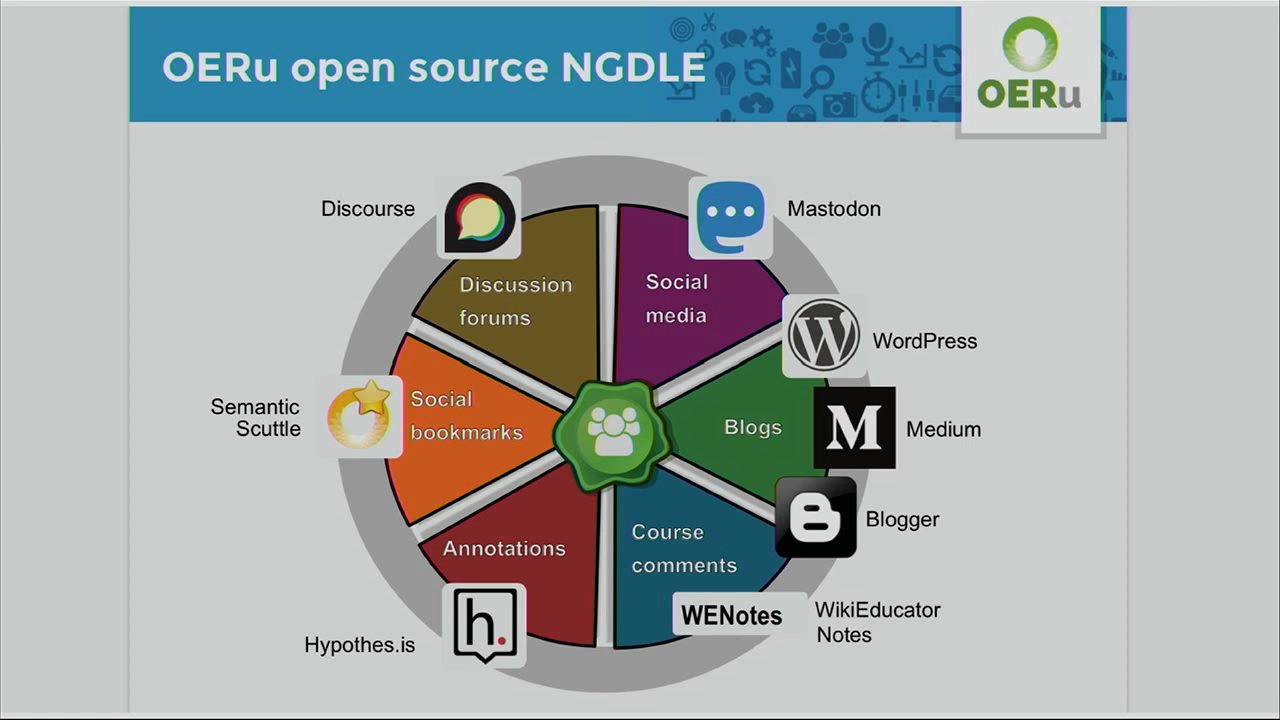 OERu open source NGDLE
OERu
Discourse
Mastodon
Discussion
forums
Social
media
WordPress
Semantic
Scuttle
Social
bookmarks
Blogs
M
Medium
Blogger
Annotations
Course
comments
h.
Hypothes.is
WENotes
WikiEducator
Notes